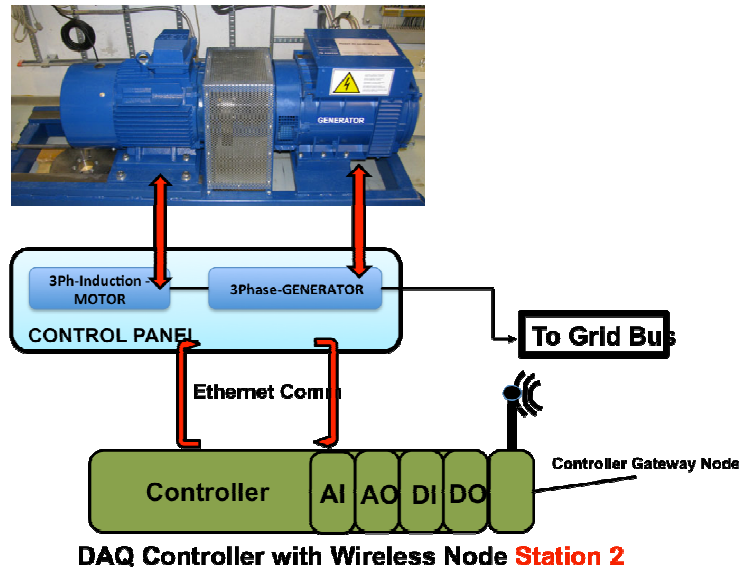 GENERATOR
3Ph-Induction -
MOTOR
3Phase-GENERATOR
CONTROL PANEL
To Grid Bus
Ethernet Comm
Controller Gateway Node
Controller
AI
AO
DI
DO
DAQ Controller with Wireless Node Station 2